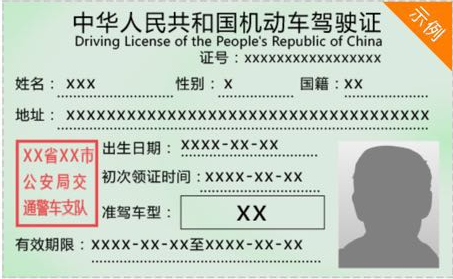 示例
中华人民共和国机动车驾驶证
Driving License of the People's Republic of China
证号：xxxxxxxxxxxxxxxxx
姓名： xxx 性别： x 国籍：xx
地址： xxxxxxxxxxxxxxxxxxxxxxxxxxxxxxxxxxx
XX省XX市
公安局交
通警车支队
出生日期： xxxx-xx-xx
初次领证时间：xxxx-xx-xx
准驾车型： XX
有效期限：xxxx-xx-xx至xxxx-xx-xx